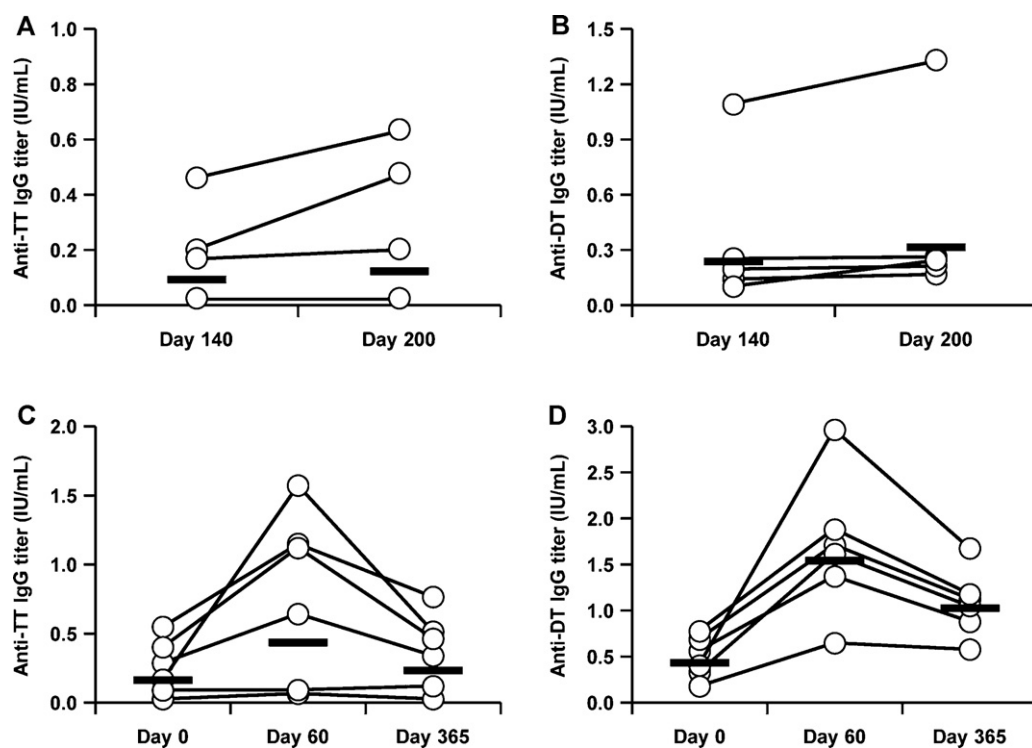 A
Anti-TT IgG titer (IU/mL)
1.0
0.8
0.6
0.4
0.2
0.0
Day 140
Day 200
B
Anti-DT IgG titer (IU/mL)
1.5
1.2
0.9
0.6
0.3
0.0
Day 140
Day 200
C
Anti-TT IgG titer (IU/mL)
2.0
1.5
1.0
0.5
0.0
Day 0
Day 60
Day 365
D
Anti-DT IgG titer (IU/mL)
3.0
2.5
2.0
1.5
1.0
0.5
0.0
Day 0
Day 60
Day 365